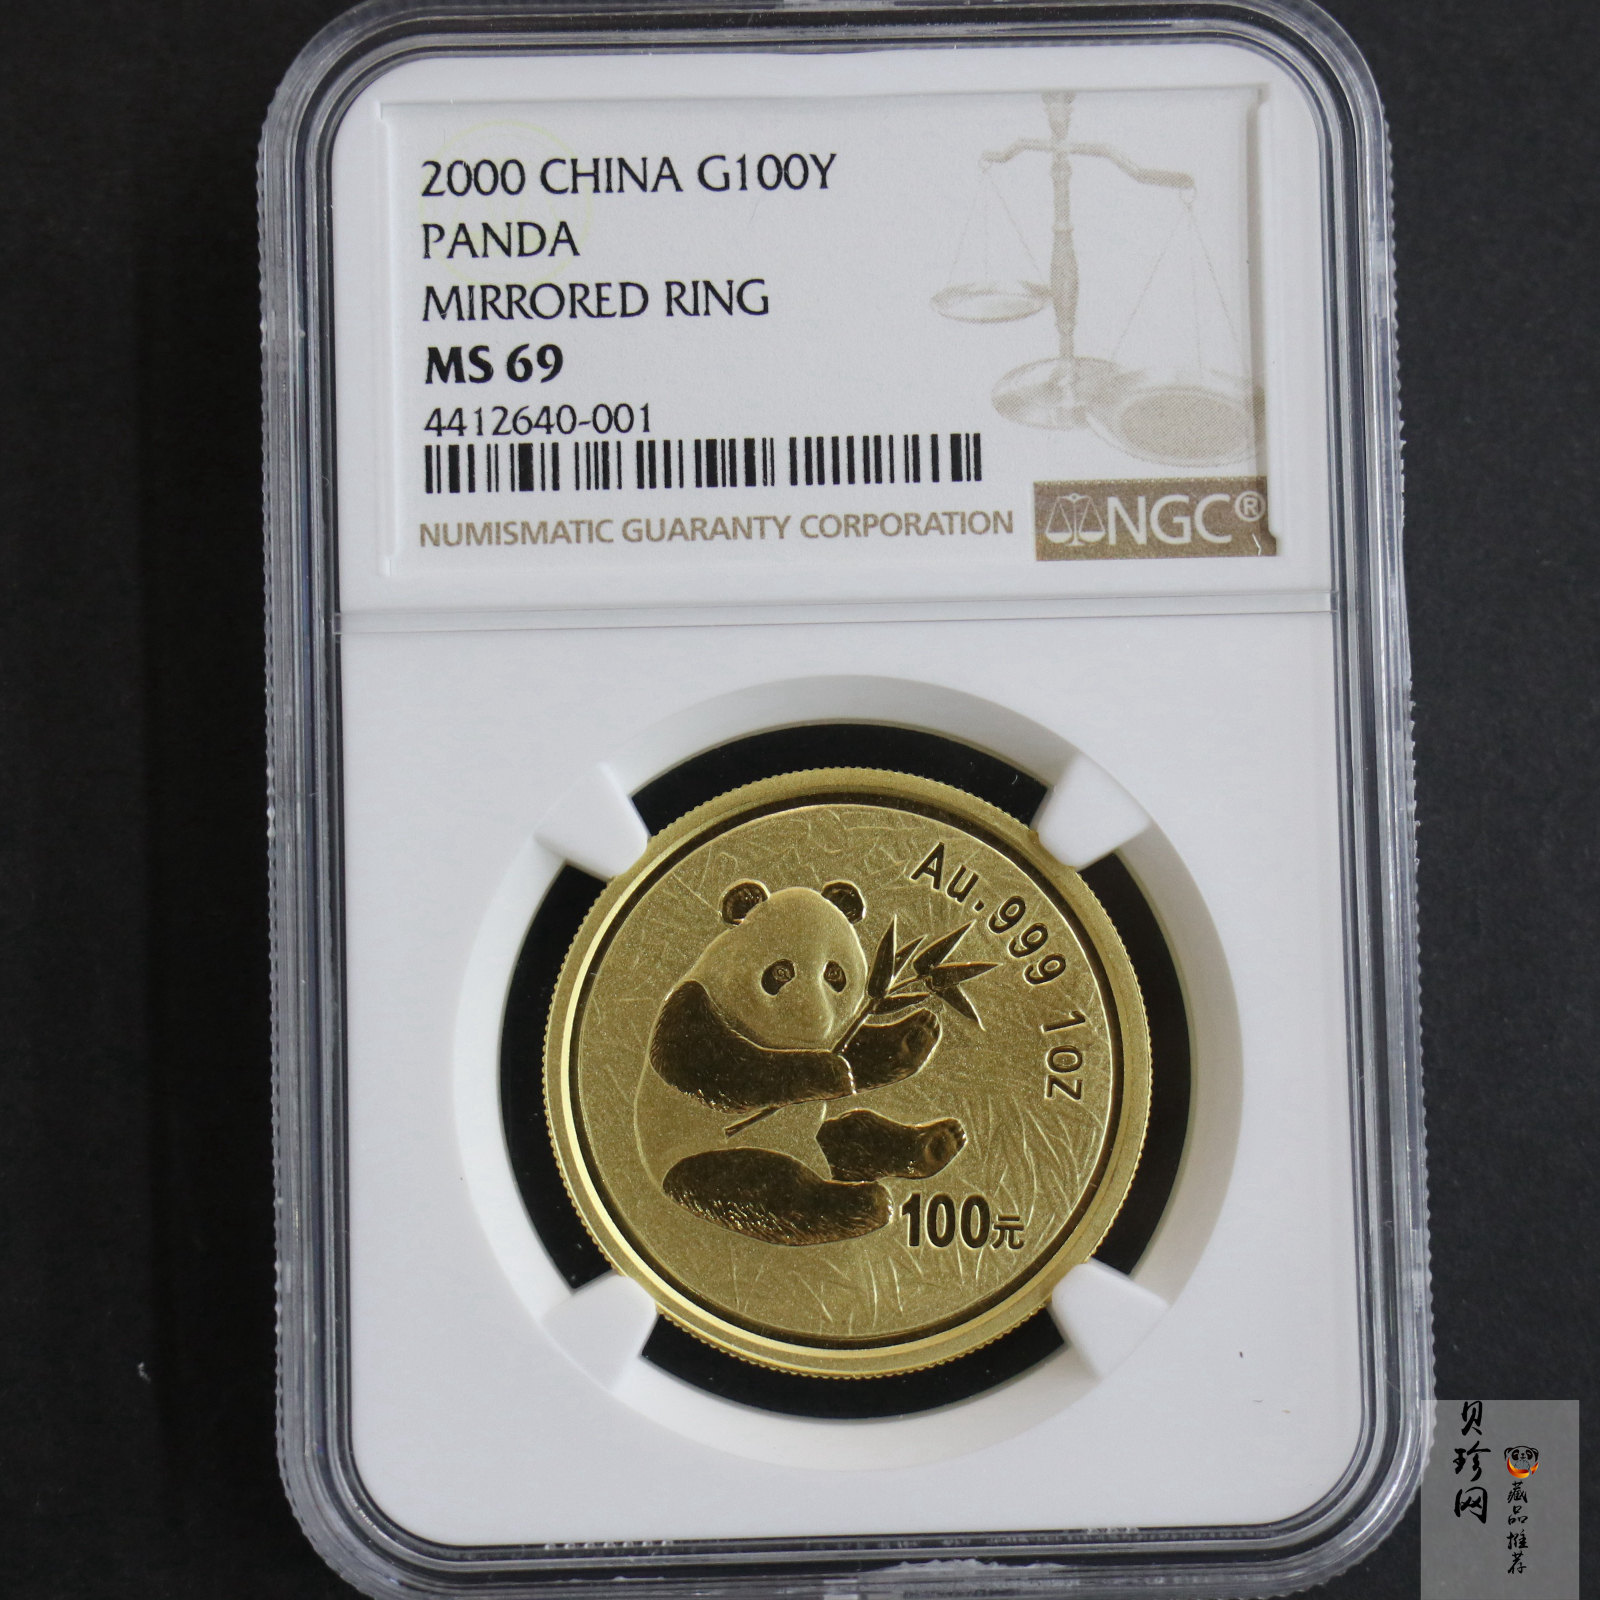 2000 CHINA G100Y
PANDA
MIRRORED RING
MS 69
4412640-001
NUMISMATIC GUARANTY CORPORATION
NGC®
Au.999 1OZ
100元
贝珍网
藏品推荐